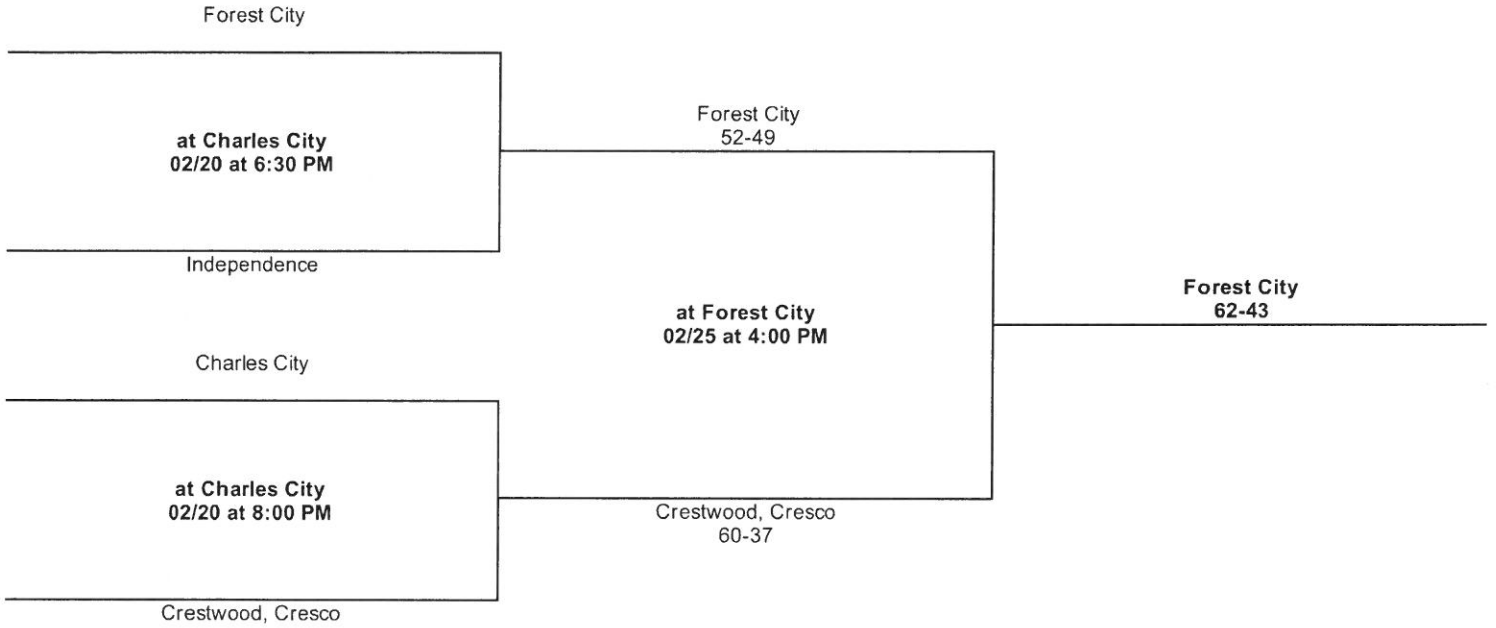 Forest City
at Charles City
02/20 at 6:30 PM
Independence
Charles City
at Charles City
02/20 at 8:00 PM
Crestwood, Cresco
Forest City
52-49
at Forest City
02/25 at 4:00 PM
Crestwood, Cresco
60-37
Forest City
62-43